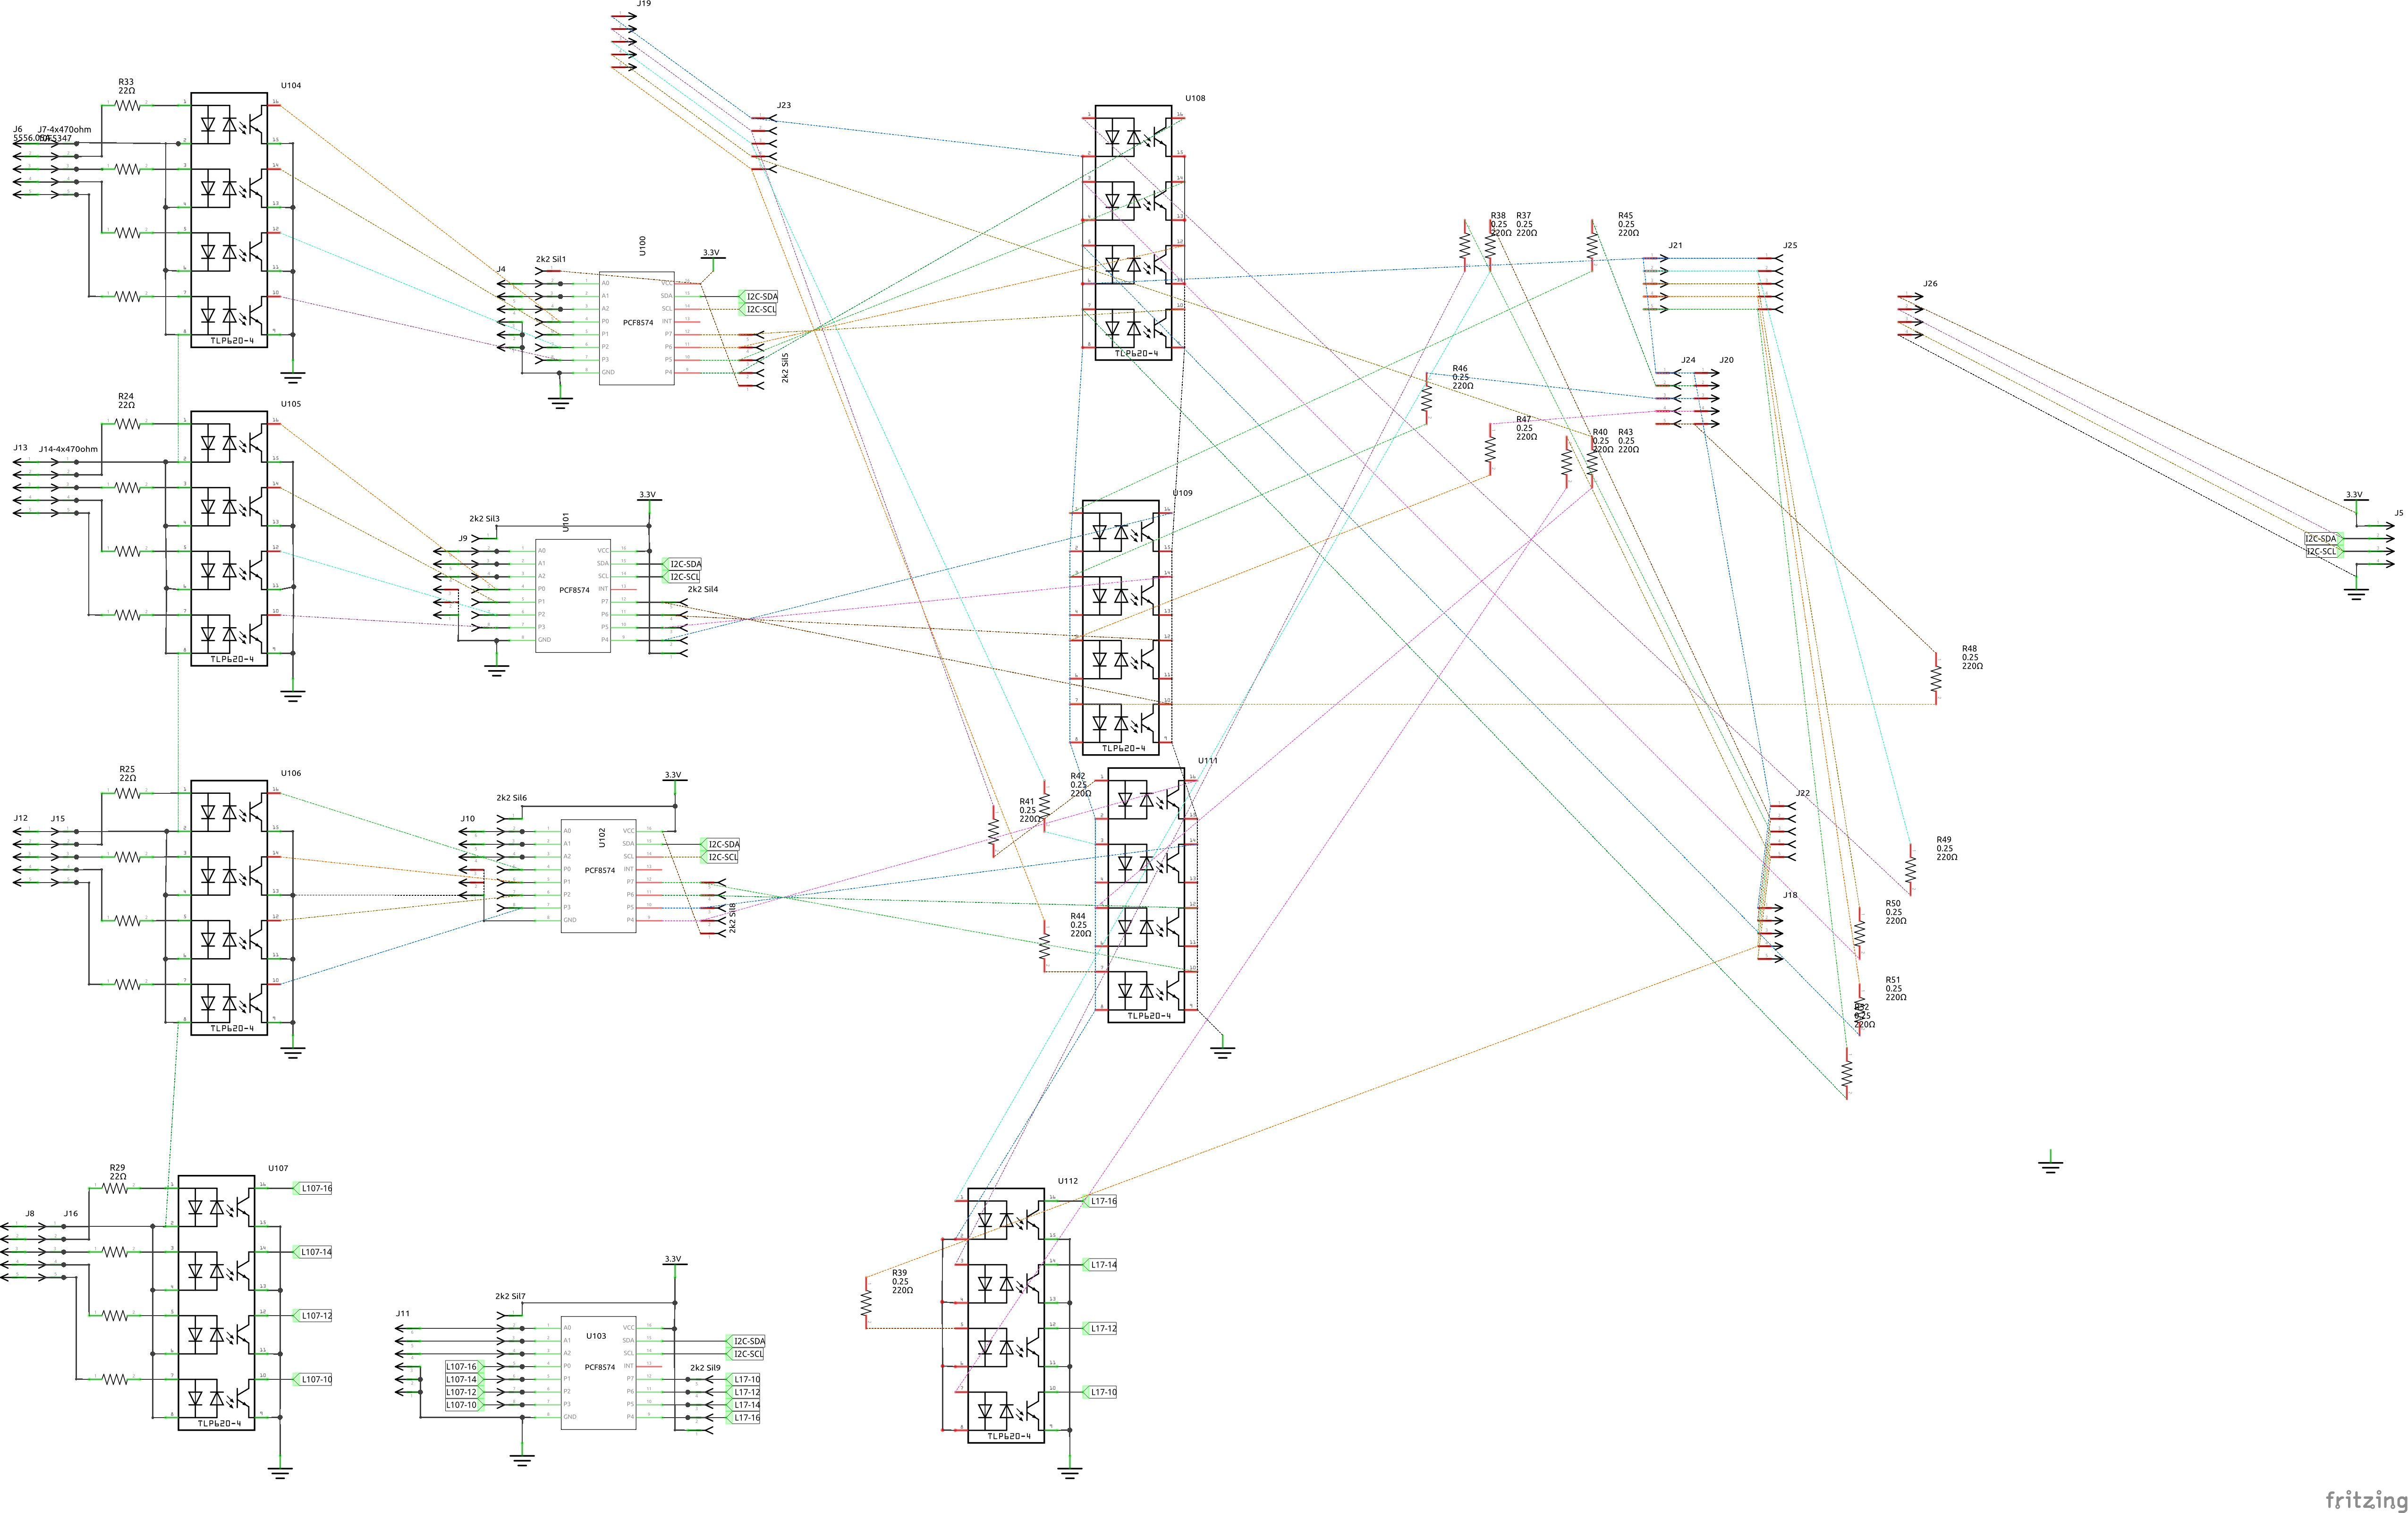 J19
J23
R33
22Ω
U104
J6
J7-4x470ohm
TLP620-4
U108
TLP620-4
R38
0.25
220Ω
R37
0.25
220Ω
R45
0.25
220Ω
J21
J25
J26
J4
2k2 Sil1
U100
3.3V
PCF8574
A0
A1
A2
P0
P1
P2
P3
GND
VCC
SDA
SCL
INT
P7
P6
P5
P4
I2C-SDA
I2C-SCL
2k2 Sil5
J24
J20
R46
0.25
220Ω
R47
0.25
220Ω
R40
0.25
220Ω
R43
0.25
220Ω
R24
22Ω
U105
J13
J14-4x470ohm
TLP620-4
J9
2k2 Sil3
U101
3.3V
PCF8574
A0
A1
A2
P0
P1
P2
P3
GND
VCC
SDA
SCL
INT
P7
P6
P5
P4
I2C-SDA
I2C-SCL
2k2 Sil4
U109
TLP620-4
3.3V
J5
I2C-SDA
I2C-SCL
R48
0.25
220Ω
R25
22Ω
U106
J12
J15
TLP620-4
J10
2k2 Sil6
U102
3.3V
PCF8574
A0
A1
A2
P0
P1
P2
P3
GND
VCC
SDA
SCL
INT
P7
P6
P5
P4
I2C-SDA
I2C-SCL
2k2 Sil8
R41
0.25
220Ω
R42
0.25
220Ω
R44
0.25
220Ω
U111
TLP620-4
J22
J18
R49
0.25
220Ω
R50
0.25
220Ω
R51
0.25
220Ω
0.25
220Ω
R29
22Ω
U107
J8
J16
L107-16
L107-14
L107-12
L107-10
TLP620-4
J11
2k2 Sil7
3.3V
U103
PCF8574
A0
A1
A2
P0
P1
P2
P3
GND
VCC
SDA
SCL
INT
P7
P6
P5
P4
L107-16
L107-14
L107-12
L107-10
I2C-SDA
I2C-SCL
2k2 Sil9
L17-10
L17-12
L17-14
L17-16
R39
0.25
220Ω
U112
L17-16
L17-14
L17-12
L17-10
TLP620-4
fritzing